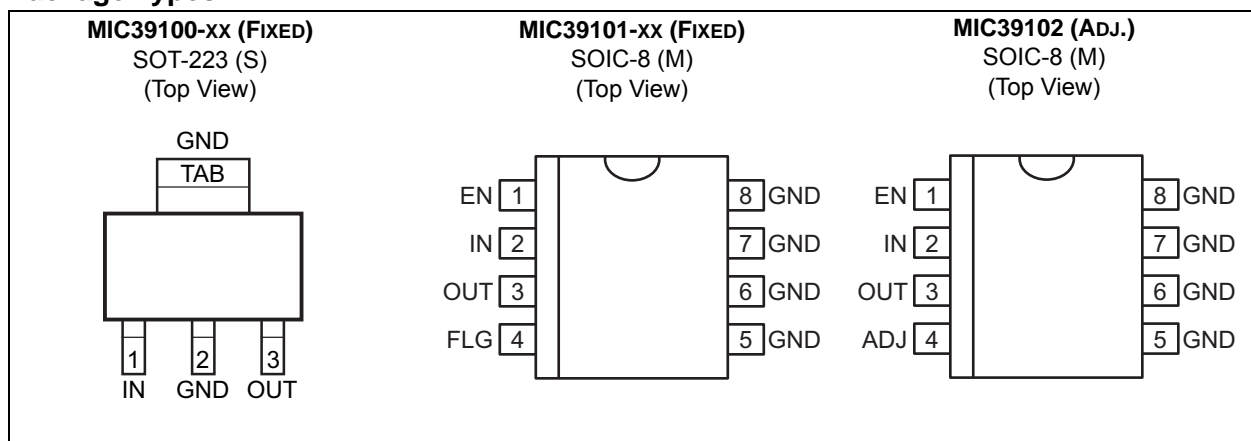 MIC39100-XX (FIXED)
SOT-223 (S)
(Top View)
GND
TAB
1
2
3
IN
GND
OUT
MIC39101-XX (FIXED)
SOIC-8 (M)
(Top View)
EN 1
8 GND
IN 2
7 GND
OUT 3
6 GND
FLG 4
5 GND
MIC39102 (ADJ.)
SOIC-8 (M)
(Top View)
EN 1
8 GND
IN 2
7 GND
OUT 3
6 GND
ADJ 4
5 GND